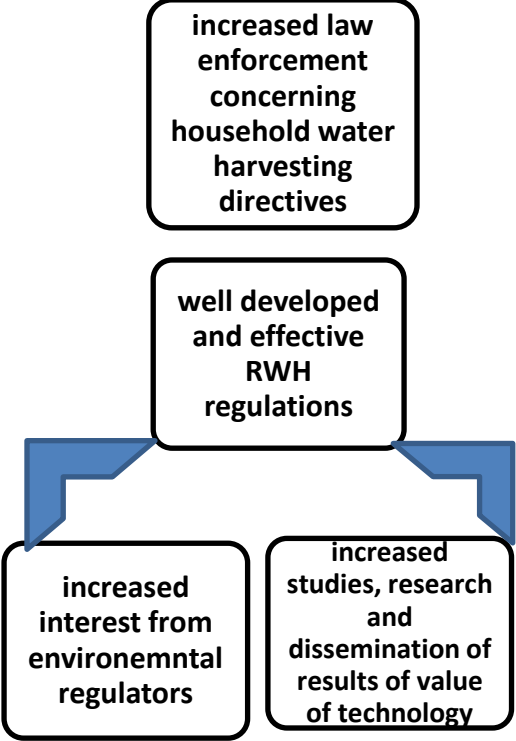 increased law
enforcement
concerning
household water
harvesting
directives
well developed
and effective
RWH
regulations
increased
interest from
environemntal
regulators
increased
studies, research
and
dissemination of
results of value
of technology